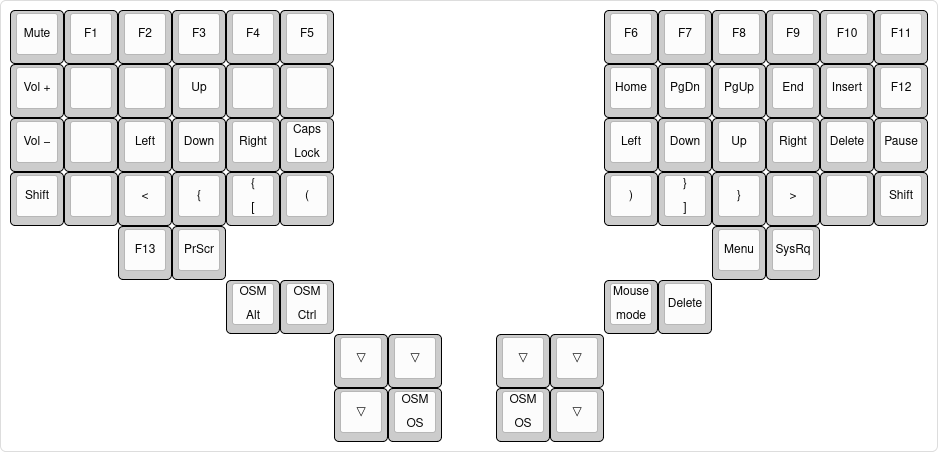 Mute F1 F2 F3 F4 F5 F6 F7 F8 F9 F10 F11
Vol + Up Home PgDn PgUp End Insert F12
Vol − Left Down Right Caps Lock Left Down Up Right Delete Pause
Shift < { { [ ( ) } ] } > Shift
F13 PrScr Menu SysRq
OSM Alt OSM Ctrl Mouse mode Delete
▽ ▽ ▽ ▽
▽ OSM OS OSM OS ▽